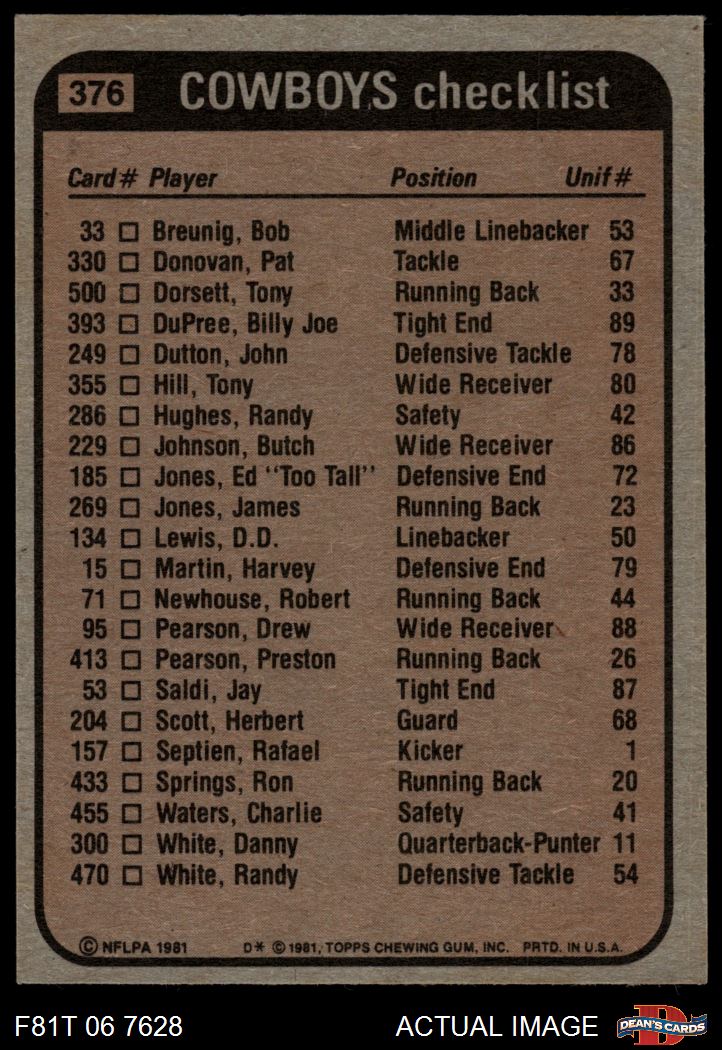 376 COWBOYS checklist
Card # Player Position Unif #
33 □ Breunig, Bob Middle Linebacker 53
330 □ Donovan, Pat Tackle 67
500 □ Dorsett, Tony Running Back 33
393 □ DuPree, Billy Joe Tight End 89
249 □ Dutton, John Defensive Tackle 78
355 □ Hill, Tony Wide Receiver 80
286 □ Hughes, Randy Safety 42
229 □ Johnson, Butch Wide Receiver 86
185 □ Jones, Ed "Too Tall" Defensive End 72
269 □ Jones, James Running Back 23
134 □ Lewis, D.D. Linebacker 50
15 □ Martin, Harvey Defensive End 79
71 □ Newhouse, Robert Running Back 44
95 □ Pearson, Drew Wide Receiver 88
413 □ Pearson, Preston Running Back 26
53 □ Saldi, Jay Tight End 87
204 □ Scott, Herbert Guard 68
157 □ Septien, Rafael Kicker 1
433 □ Springs, Ron Running Back 20
455 □ Waters, Charlie Safety 41
300 □ White, Danny Quarterback-Punter 11
470 □ White, Randy Defensive Tackle 54
© NFLPA 1981 D* © 1981, TOPPS CHEWING GUM, INC. PRTD. IN U.S.A.
F81T 06 7628 ACTUAL IMAGE D DEAN'S CARDS